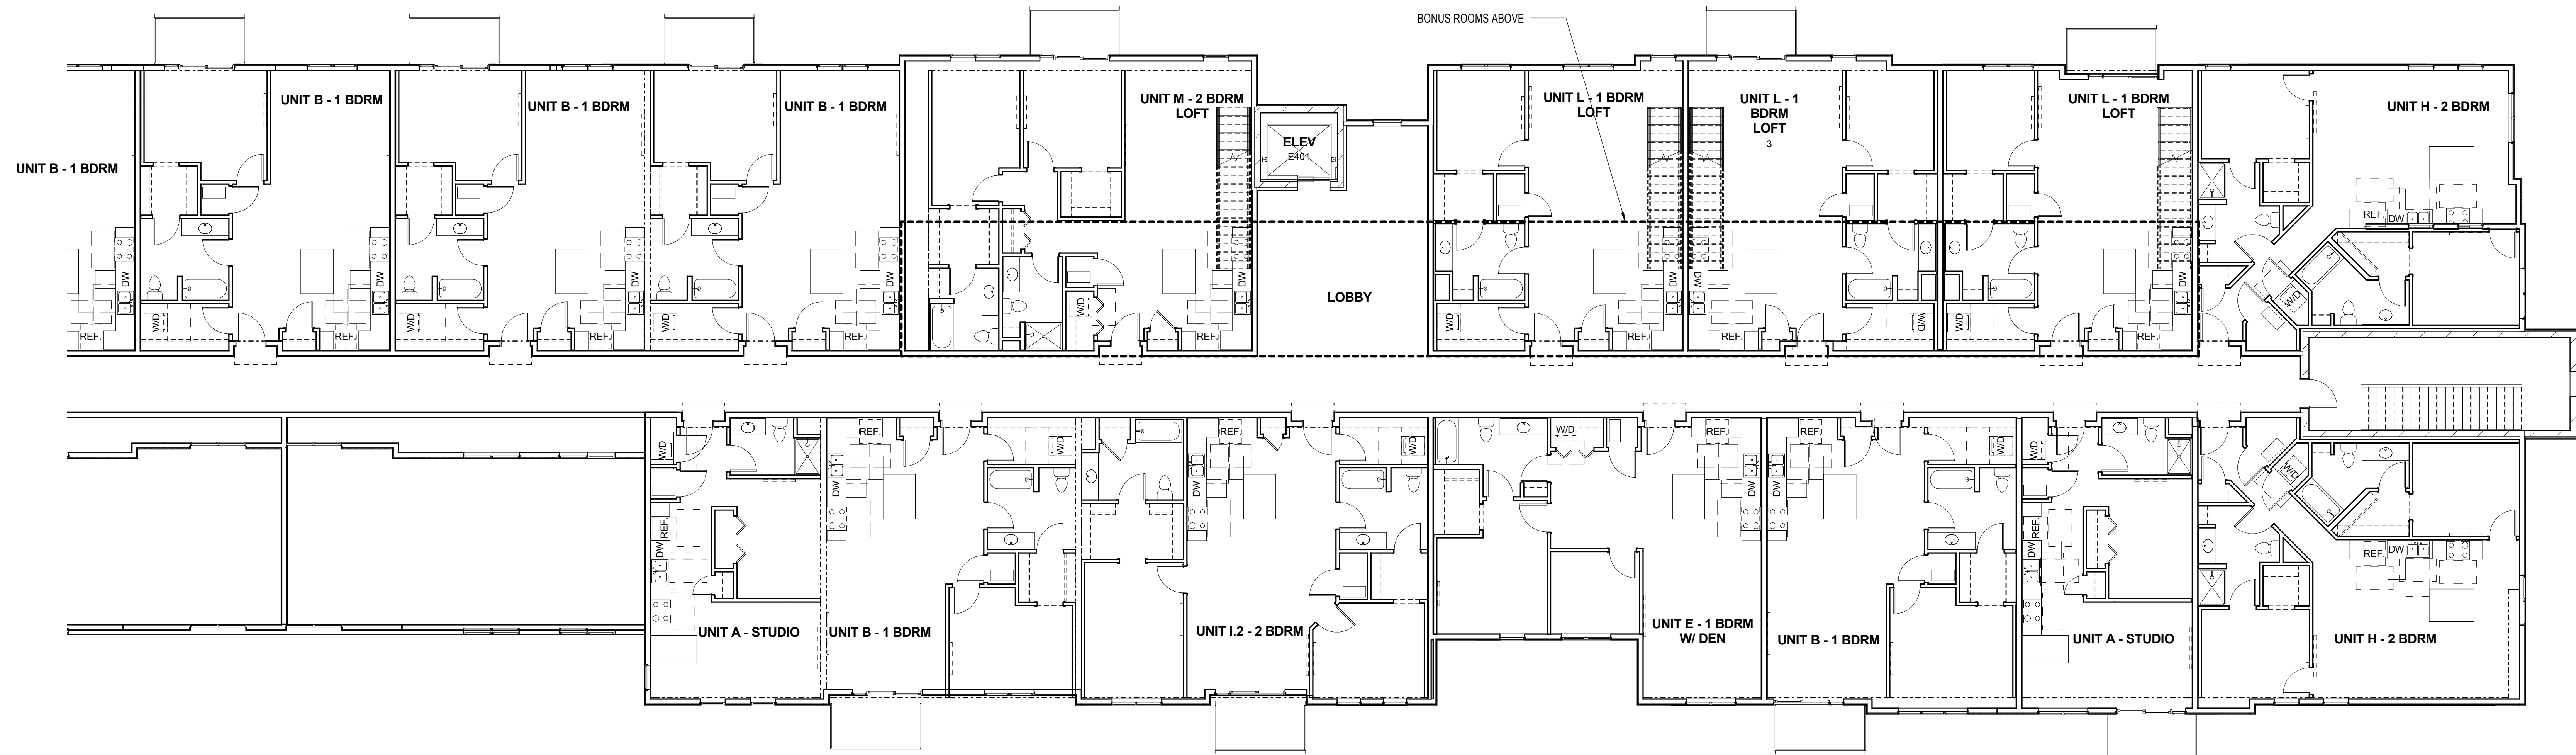 BONUS ROOMS ABOVE
UNIT B - 1 BDRM
UNIT B - 1 BDRM
UNIT B - 1 BDRM
UNIT B - 1 BDRM
UNIT M - 2 BDRM
LOFT
ELEV
E401
LOBBY
UNIT L - 1 BDRM
LOFT
UNIT L - 1
BDRM
LOFT
3
UNIT L - 1 BDRM
LOFT
UNIT H - 2 BDRM
REF.
DW
DW
REF.
W/D
DW
REF.
W/D
DW
REF.
W/D
DW
REF.
W/D
DW
REF.
W/D
DW
REF.
DW
REF.
W/D
W/D
DW
REF.
W/D
REF.
DW
W/D
W/D
REF.
DW
REF.
DW
W/D
REF.
DW
W/D
W/D
REF.
DW
REF.
DW
W/D
W/D
REF.
DW
W/D
REF.
DW
UNIT A - STUDIO
UNIT B - 1 BDRM
UNIT I.2 - 2 BDRM
UNIT E - 1 BDRM
W/ DEN
UNIT B - 1 BDRM
UNIT A - STUDIO
UNIT H - 2 BDRM